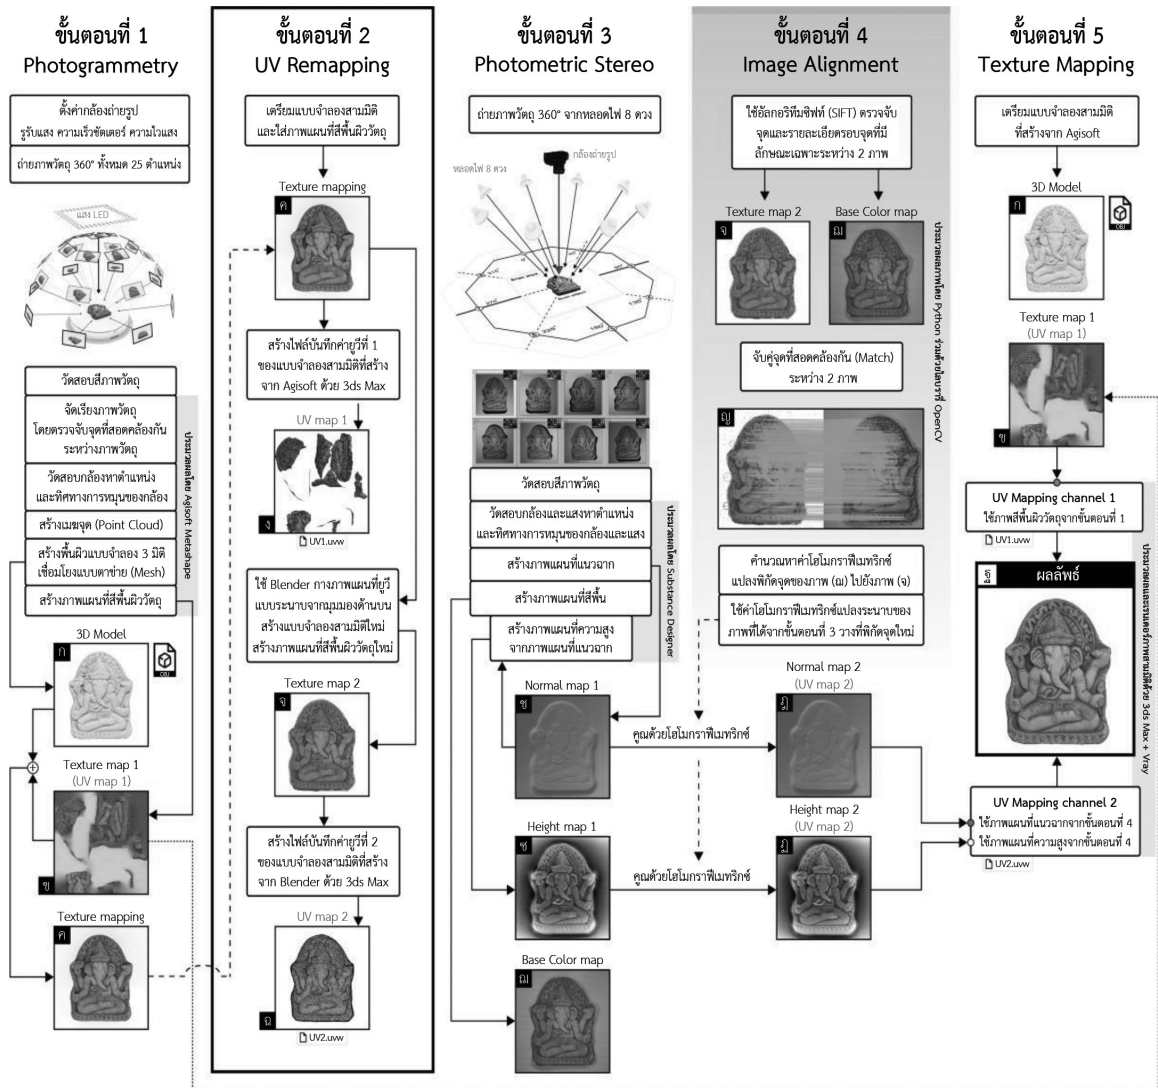 ขั้นตอนที่ 1
Photogrammetry
ตั้งค่ากล้องถ่ายรูป
รูรับแสง ความเร็วชัตเตอร์ ความไวแสง
ถ่ายภาพวัตถุ 360° ทั้งหมด 25 ตำแหน่ง
แสง LED
วัดสอบสีภาพวัตถุ
จัดเรียงภาพวัตถุ
โดยตรวจจับจุดที่สอดคล้องกัน
ระหว่างภาพวัตถุ
วัดสอบกล้องหาตำแหน่ง
และทิศทางการหมุนของกล้อง
สร้างเมฆจุด (Point Cloud)
สร้างพื้นผิวแบบจำลอง 3 มิติ
เชื่อมโยงแบบตาข่าย (Mesh)
สร้างภาพแผนที่สีพื้นผิววัตถุ
ประมวลผลโดย Agisoft Metashape
3D Model
ก
OBJ
Texture map 1
(UV map 1)
ข
Texture mapping
ค
ขั้นตอนที่ 2
UV Remapping
เตรียมแบบจำลองสามมิติ
และใส่ภาพแผนที่สีพื้นผิววัตถุ
Texture mapping
ค
สร้างไฟล์บันทึกค่ายูวีที่ 1
ของแบบจำลองสามมิติที่สร้าง
จาก Agisoft ด้วย 3ds Max
UV map 1
ง
UV1.uvw
ใช้ Blender กางภาพแผนที่ยูวี
แบบระนาบจากมุมมองด้านบน
สร้างแบบจำลองสามมิติใหม่
สร้างภาพแผนที่สีพื้นผิววัตถุใหม่
Texture map 2
จ
สร้างไฟล์บันทึกค่ายูวีที่ 2
ของแบบจำลองสามมิติที่สร้าง
จาก Blender ด้วย 3ds Max
UV map 2
ฉ
UV2.uvw
ขั้นตอนที่ 3
Photometric Stereo
ถ่ายภาพวัตถุ 360° จากหลอดไฟ 8 ดวง
กล้องถ่ายรูป
หลอดไฟ 8 ดวง
วัดสอบสีภาพวัตถุ
วัดสอบกล้องและแสงหาตำแหน่ง
และทิศทางการหมุนของกล้องและแสง
สร้างภาพแผนที่แนวฉาก
สร้างภาพแผนที่สีพื้น
สร้างภาพแผนที่ความสูง
จากภาพแผนที่แนวฉาก
ประมวลผลโดย Substance Designer
Normal map 1
ช
คูณด้วยโฮโมกราฟีเมทริกซ์
Height map 1
ซ
คูณด้วยโฮโมกราฟีเมทริกซ์
Base Color map
ฌ
ขั้นตอนที่ 4
Image Alignment
ใช้อัลกอริทึมซิฟท์ (SIFT) ตรวจจับ
จุดและรายละเอียดรอบจุดที่มี
ลักษณะเฉพาะระหว่าง 2 ภาพ
Texture map 2
จ
Base Color map
ฌ
จับคู่จุดที่สอดคล้องกัน (Match)
ระหว่าง 2 ภาพ
ญ
ประมวลผลภาพโดย Python ร่วมด้วยไลบรารี่ OpenCV
คำนวณหาค่าโฮโมกราฟีเมทริกซ์
แปลงพิกัดจุดของภาพ (ฌ) ไปยังภาพ (จ)
ใช้ค่าโฮโมกราฟีเมทริกซ์แปลงระนาบของ
ภาพที่ได้จากขั้นตอนที่ 3 วางที่พิกัดจุดใหม่
Normal map 2
(UV map 2)
ฎ
Height map 2
(UV map 2)
ฏ
ขั้นตอนที่ 5
Texture Mapping
เตรียมแบบจำลองสามมิติ
ที่สร้างจาก Agisoft
3D Model
ก
OBJ
Texture map 1
(UV map 1)
ข
UV Mapping channel 1
ใช้ภาพสีพื้นผิววัตถุจากขั้นตอนที่ 1
UV1.uvw
ฐ
ผลลัพธ์
ประมวลผลและเรนเดอร์ภาพสามมิติด้วย 3ds Max + Vray
UV Mapping channel 2
ใช้ภาพแผนที่แนวฉากจากขั้นตอนที่ 4
ใช้ภาพแผนที่ความสูงจากขั้นตอนที่ 4
UV2.uvw